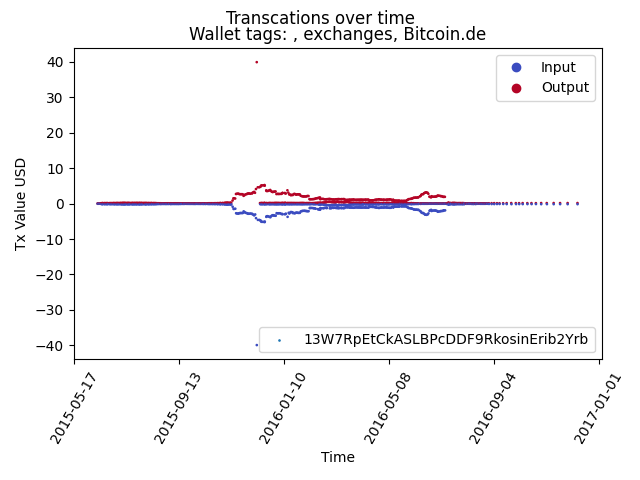 Transcations over time
Wallet tags: , exchanges, Bitcoin.de
Tx Value USD
40
30
20
10
0
−10
−20
−30
−40
Input
Output
13W7RpEtCkASLBPcDDF9RkosinErib2Yrb
2015-05-17
2015-09-13
2016-01-10
2016-05-08
2016-09-04
2017-01-01
Time